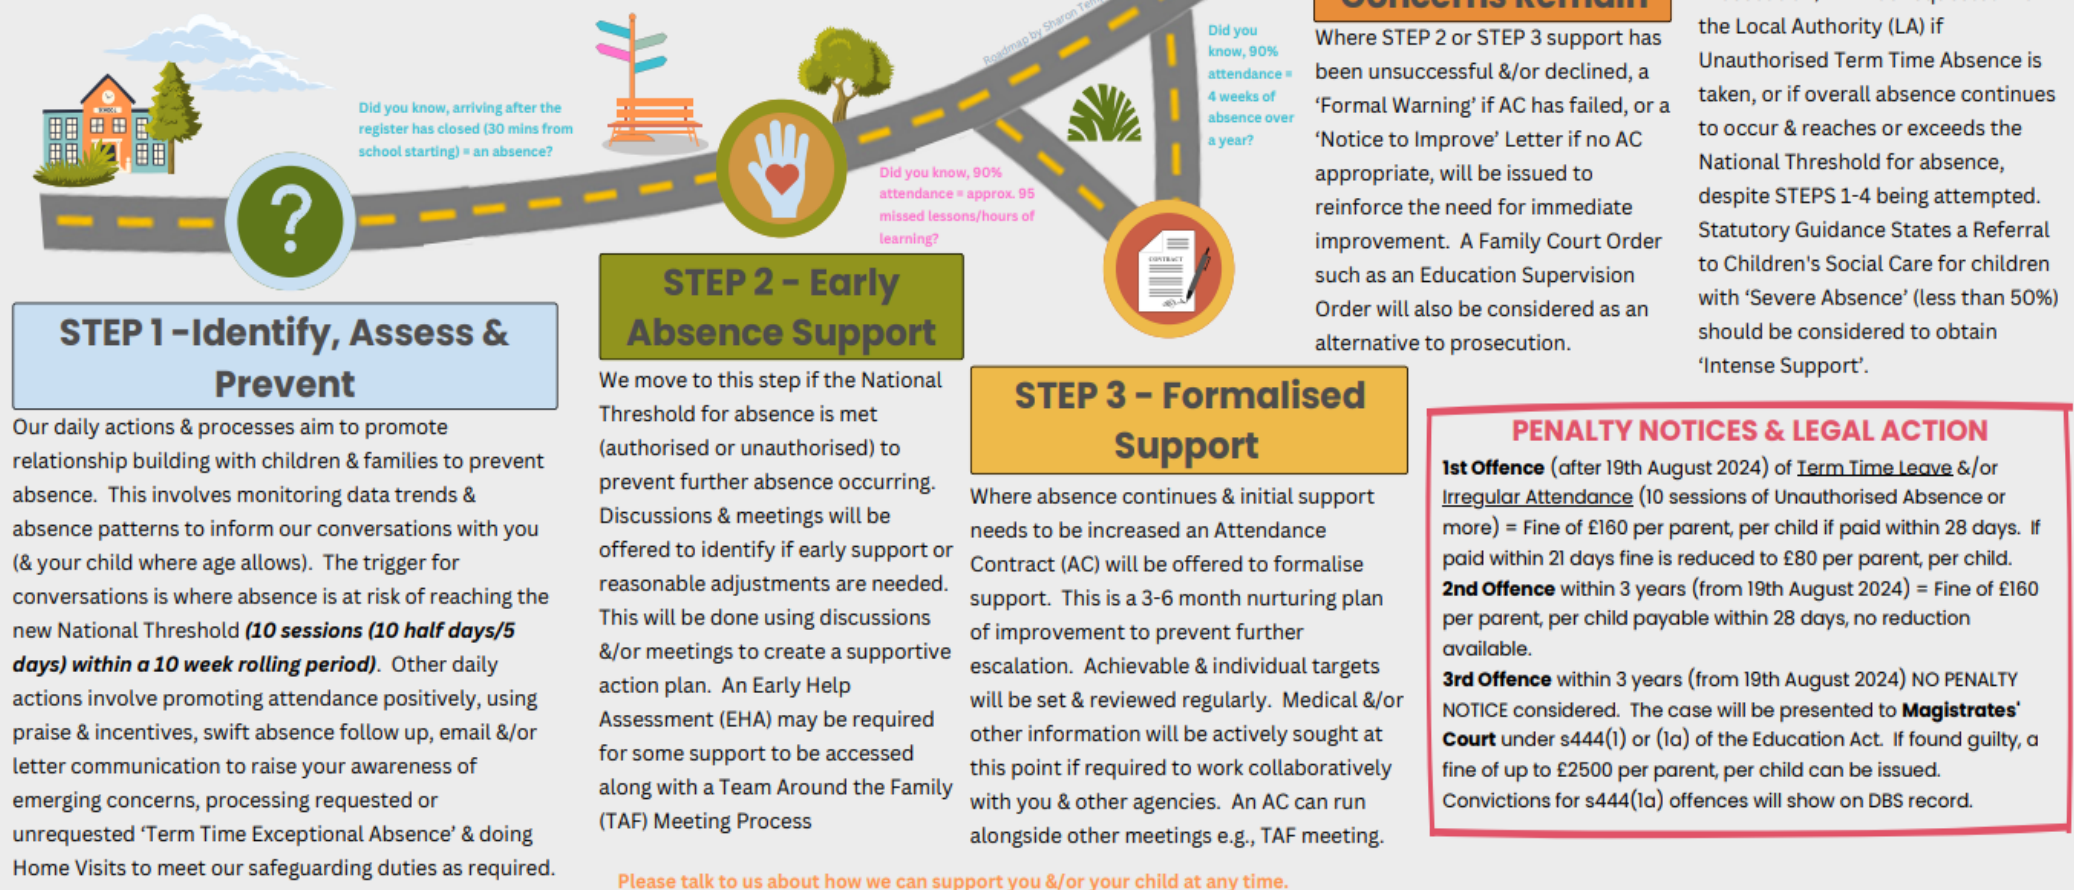 Did you know, arriving after the
register has closed (30 mins from
school starting) = an absence?
SCHOOL
Roadmap by Sharon
Did you know, 90%
attendance = approx. 95
missed lessons/hours of
learning?
Did you
know, 90%
attendance =
4 weeks of
absence over
a year?
CONTRACT
STEP 1 -Identify, Assess &
Prevent
Our daily actions & processes aim to promote
relationship building with children & families to prevent
absence. This involves monitoring data trends &
absence patterns to inform our conversations with you
(& your child where age allows). The trigger for
conversations is where absence is at risk of reaching the
new National Threshold (10 sessions (10 half days/5
days) within a 10 week rolling period). Other daily
actions involve promoting attendance positively, using
praise & incentives, swift absence follow up, email &/or
letter communication to raise your awareness of
emerging concerns, processing requested or
unrequested ‘Term Time Exceptional Absence’ & doing
Home Visits to meet our safeguarding duties as required.
STEP 2 - Early
Absence Support
We move to this step if the National
Threshold for absence is met
(authorised or unauthorised) to
prevent further absence occurring.
Discussions & meetings will be
offered to identify if early support or
reasonable adjustments are needed.
This will be done using discussions
&/or meetings to create a supportive
action plan. An Early Help
Assessment (EHA) may be required
for some support to be accessed
along with a Team Around the Family
(TAF) Meeting Process
STEP 3 - Formalised
Support
Where absence continues & initial support
needs to be increased an Attendance
Contract (AC) will be offered to formalise
support. This is a 3-6 month nurturing plan
of improvement to prevent further
escalation. Achievable & individual targets
will be set & reviewed regularly. Medical &/or
other information will be actively sought at
this point if required to work collaboratively
with you & other agencies. An AC can run
alongside other meetings e.g., TAF meeting.
Concerns Remain
Where STEP 2 or STEP 3 support has
been unsuccessful &/or declined, a
‘Formal Warning’ if AC has failed, or a
‘Notice to Improve’ Letter if no AC
appropriate, will be issued to
reinforce the need for immediate
improvement. A Family Court Order
such as an Education Supervision
Order will also be considered as an
alternative to prosecution.
the Local Authority (LA) if
Unauthorised Term Time Absence is
taken, or if overall absence continues
to occur & reaches or exceeds the
National Threshold for absence,
despite STEPS 1-4 being attempted.
Statutory Guidance States a Referral
to Children's Social Care for children
with ‘Severe Absence’ (less than 50%)
should be considered to obtain
‘Intense Support’.
PENALTY NOTICES & LEGAL ACTION
1st Offence (after 19th August 2024) of Term Time Leave &/or
Irregular Attendance (10 sessions of Unauthorised Absence or
more) = Fine of £160 per parent, per child if paid within 28 days. If
paid within 21 days fine is reduced to £80 per parent, per child.
2nd Offence within 3 years (from 19th August 2024) = Fine of £160
per parent, per child payable within 28 days, no reduction
available.
3rd Offence within 3 years (from 19th August 2024) NO PENALTY
NOTICE considered. The case will be presented to Magistrates'
Court under s444(1) or (1a) of the Education Act. If found guilty, a
fine of up to £2500 per parent, per child can be issued.
Convictions for s444(1a) offences will show on DBS record.
Please talk to us about how we can support you &/or your child at any time.